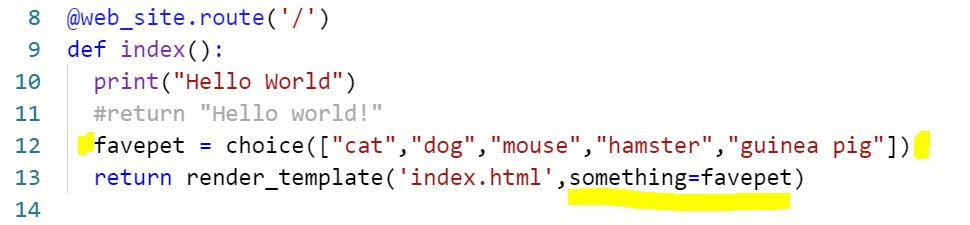 8 @web_site.route('/')
9 def index():
10 print("Hello World")
11 #return "Hello world!"
12 favepet = choice(["cat","dog","mouse","hamster","guinea pig"])
13 return render_template('index.html',something=favepet)
14